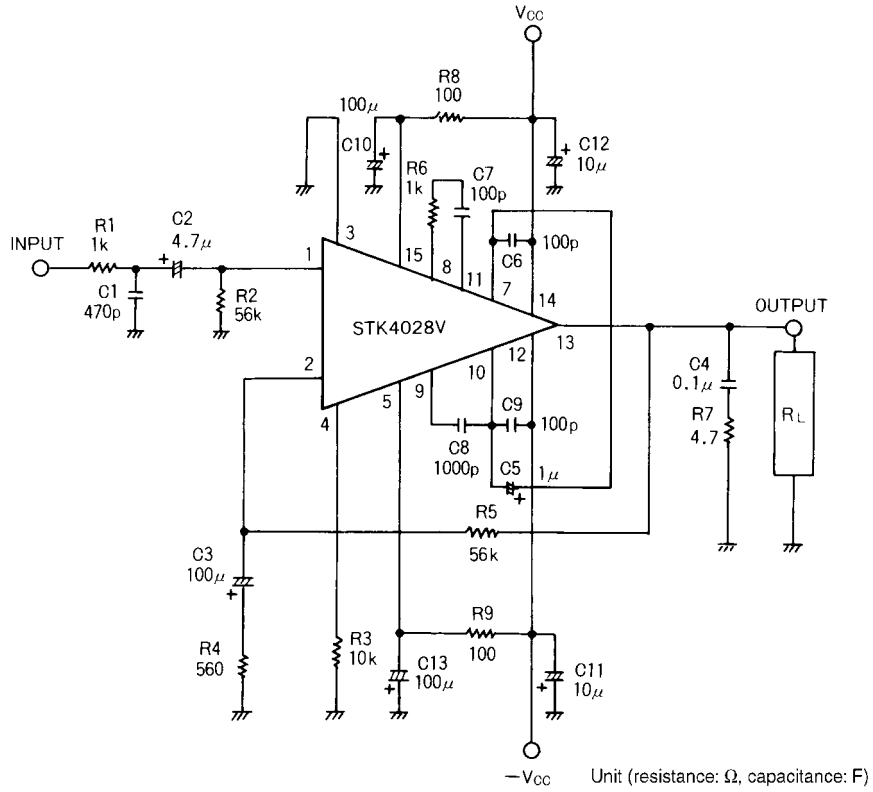 VCC
R8
100
100μ
C10
+
+ C12
10μ
R6
1k
C7
100p
R1
1k
C2
4.7μ
+
INPUT
C1
470p
R2
56k
1
3
15
8
11
7
14
C6
100p
STK4028V
13
OUTPUT
2
4
5
9
10
12
C9
100p
C8
1000p
C5
1μ
+
C4
0.1μ
R7
4.7
RL
R5
56k
C3
100μ
+
R4
560
R3
10k
R9
100
C13
100μ
+
C11
10μ
+
−VCC
Unit (resistance: Ω, capacitance: F)